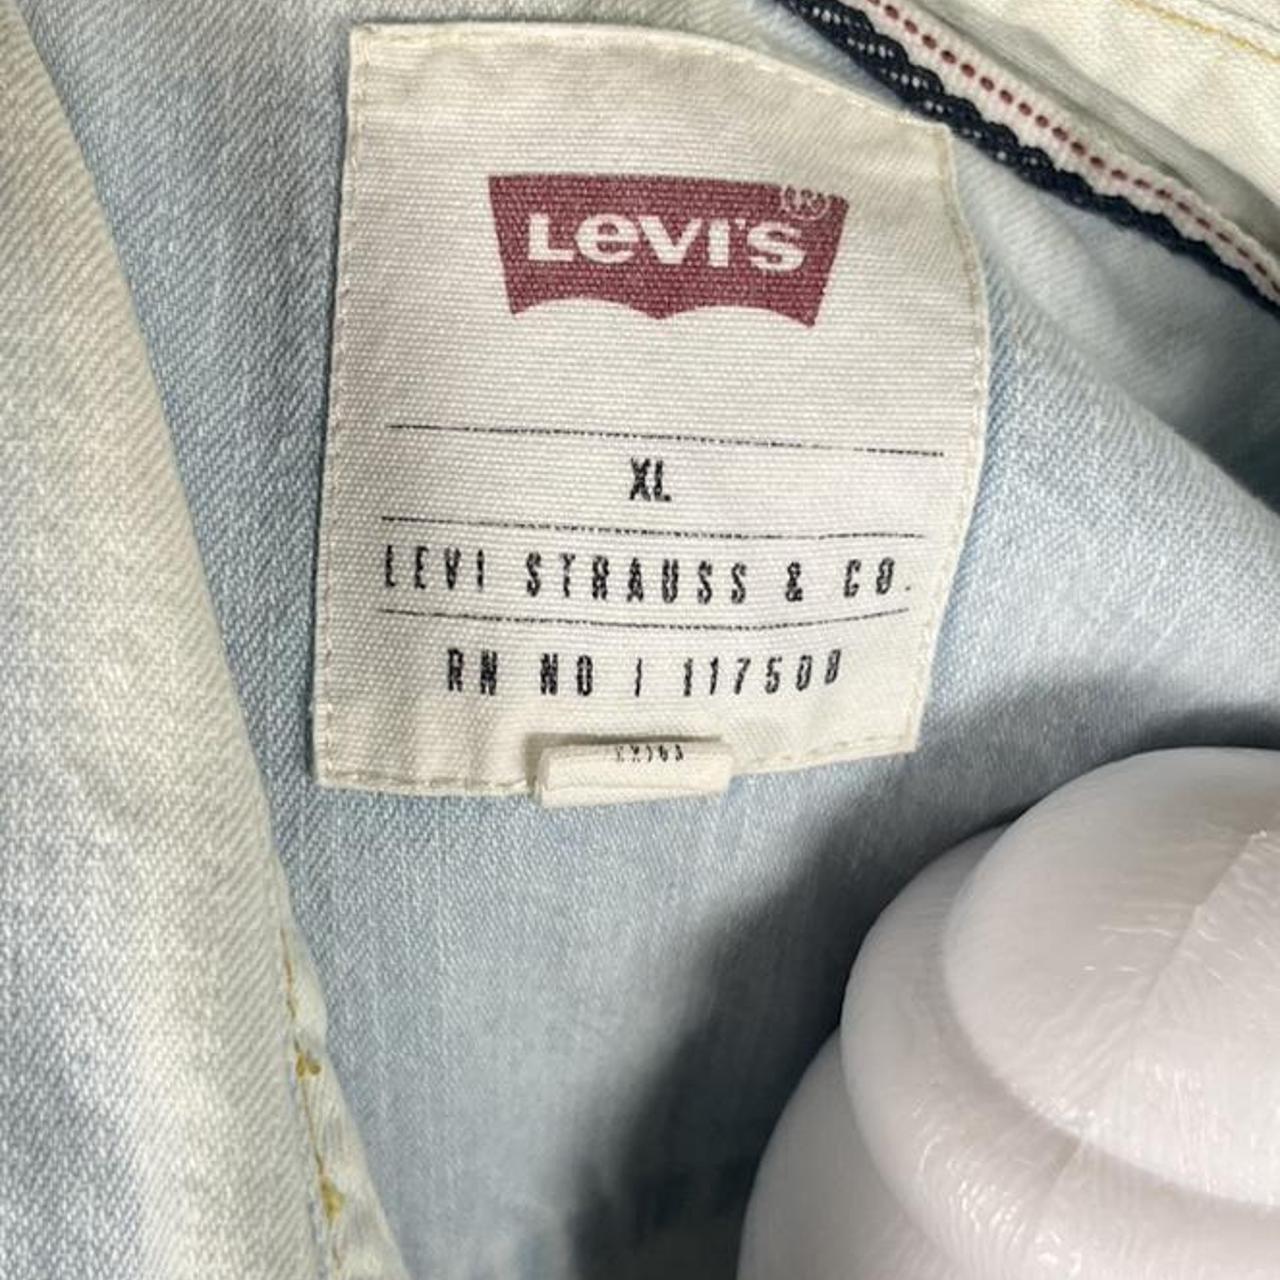 LEVI'S®
XL
LEVI STRAUSS & CO.
RN NO | 117508